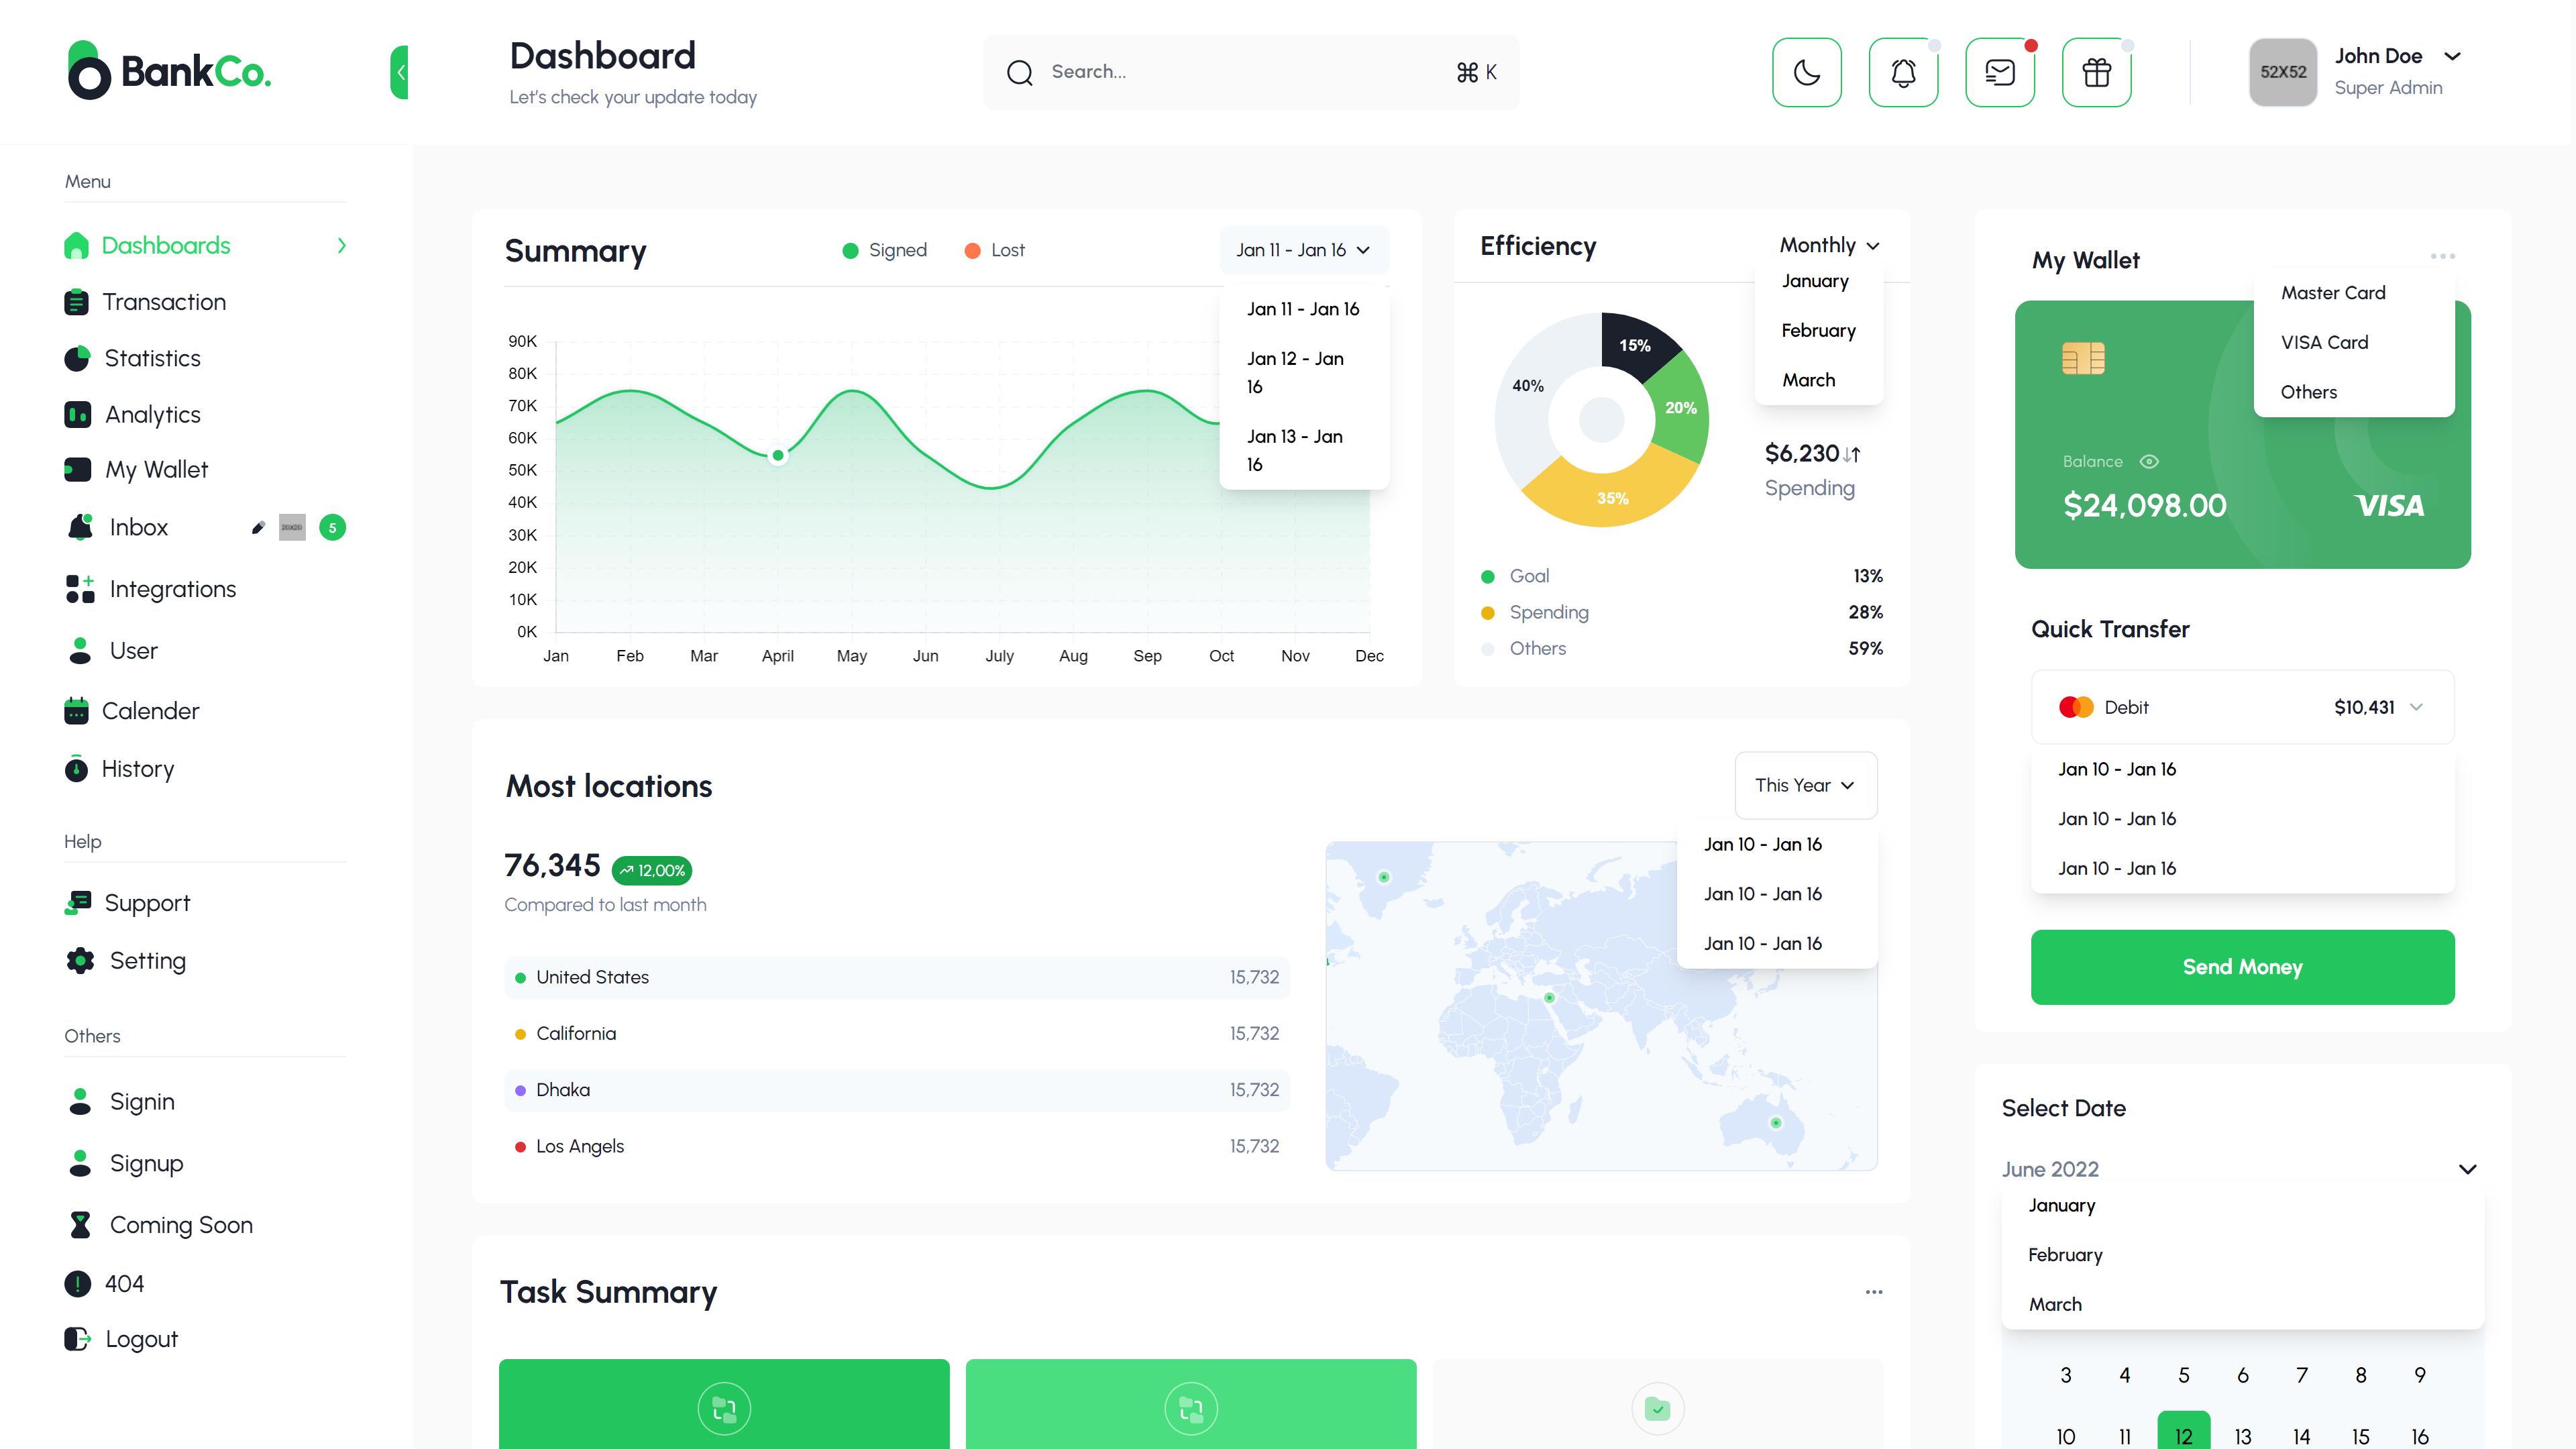 BankCo.
Dashboard
Let's check your update today
Search...
⌘ K
52X52
John Doe
Super Admin
Menu
Dashboards
Transaction
Statistics
Analytics
My Wallet
Inbox
20X20
5
Integrations
User
Calender
History
Help
Support
Setting
Others
Signin
Signup
Coming Soon
404
Logout
Summary
Signed
Lost
Jan 11 - Jan 16
Jan 11 - Jan 16
Jan 12 - Jan
16
Jan 13 - Jan
16
90K
80K
70K
60K
50K
40K
30K
20K
10K
0K
Jan Feb Mar April May Jun July Aug Sep Oct Nov Dec
Efficiency
Monthly
January
February
March
15%
20%
35%
40%
$6,230
Spending
Goal 13%
Spending 28%
Others 59%
Most locations
This Year
Jan 10 - Jan 16
Jan 10 - Jan 16
Jan 10 - Jan 16
76,345
12,00%
Compared to last month
United States 15,732
California 15,732
Dhaka 15,732
Los Angels 15,732
Task Summary
My Wallet
Master Card
VISA Card
Others
Balance
$24,098.00
VISA
Quick Transfer
Debit $10,431
Jan 10 - Jan 16
Jan 10 - Jan 16
Jan 10 - Jan 16
Send Money
Select Date
June 2022
January
February
March
3 4 5 6 7 8 9
10 11 12 13 14 15 16